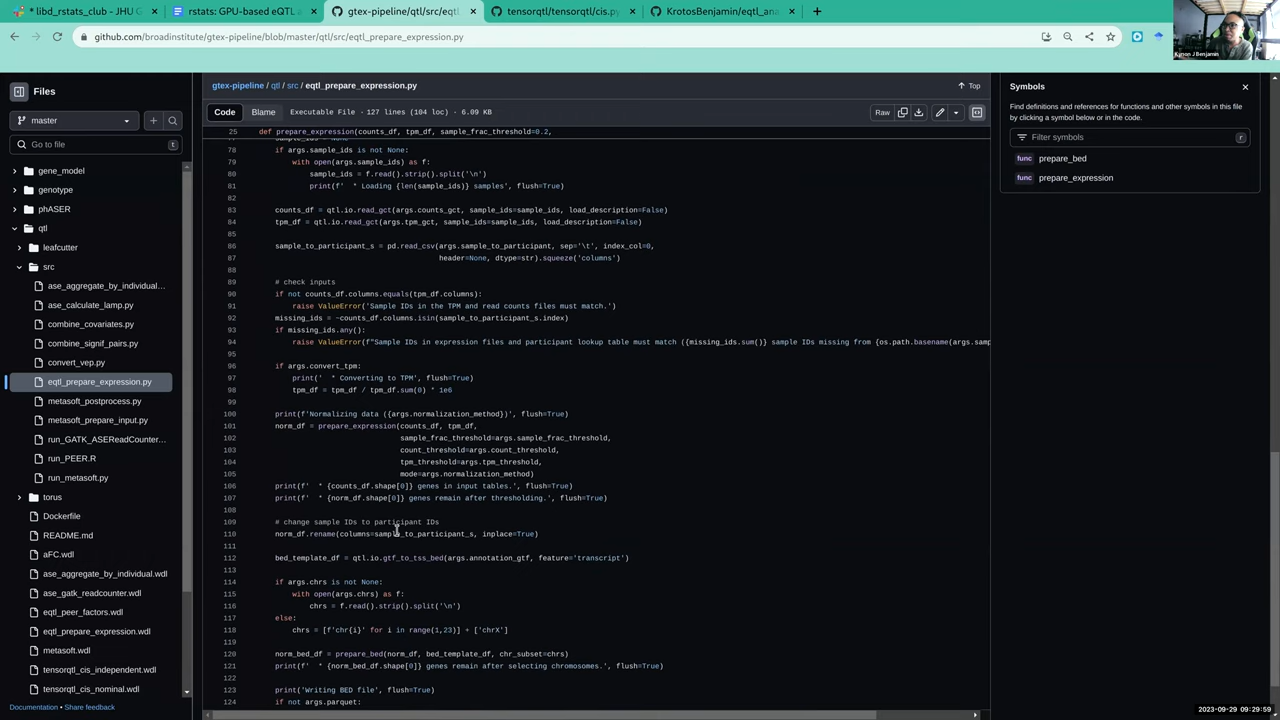 * libd_rstats_club - JHU G
rstats: GPU-based eQTL a
gtex-pipeline/qtl/src/eqtl_
tensorqtl/tensorqtl/cis.py
KrotosBenjamin/eqtl_ana
github.com/broadinstitute/gtex-pipeline/blob/master/qtl/src/eqtl_prepare_expression.py
Kynon J Benjamin
Files
master
Go to file
gene_model
genotype
phASER
qtl
leafcutter
src
ase_aggregate_by_individual...
ase_calculate_lamp.py
combine_covariates.py
combine_signif_pairs.py
convert_vep.py
eqtl_prepare_expression.py
metasoft_postprocess.py
metasoft_prepare_input.py
run_GATK_ASEReadCounter...
run_PEER.R
run_metasoft.py
torus
Dockerfile
README.md
aFC.wdl
ase_aggregate_by_individual.wdl
ase_gatk_readcounter.wdl
eqtl_peer_factors.wdl
eqtl_prepare_expression.wdl
metasoft.wdl
tensorqtl_cis_independent.wdl
tensorqtl_cis_nominal.wdl
Documentation • Share feedback
gtex-pipeline / qtl / src / eqtl_prepare_expression.py
Top
Code Blame Executable File · 127 lines (104 loc) · 6.09 KB
Raw
25 def prepare_expression(counts_df, tpm_df, sample_frac_threshold=0.2,
78 if args.sample_ids is not None:
79 with open(args.sample_ids) as f:
80 sample_ids = f.read().strip().split('\n')
81 print(f' * Loading {len(sample_ids)} samples', flush=True)
82
83 counts_df = qtl.io.read_gct(args.counts_gct, sample_ids=sample_ids, load_description=False)
84 tpm_df = qtl.io.read_gct(args.tpm_gct, sample_ids=sample_ids, load_description=False)
85
86 sample_to_participant_s = pd.read_csv(args.sample_to_participant, sep='\t', index_col=0,
87 header=None, dtype=str).squeeze('columns')
88
89 # check inputs
90 if not counts_df.columns.equals(tpm_df.columns):
91 raise ValueError('Sample IDs in the TPM and read counts files must match.')
92 missing_ids = ~counts_df.columns.isin(sample_to_participant_s.index)
93 if missing_ids.any():
94 raise ValueError(f"Sample IDs in expression files and participant lookup table must match ({missing_ids.sum()} sample IDs missing from {os.path.basename(args.samp
95
96 if args.convert_tpm:
97 print(' * Converting to TPM', flush=True)
98 tpm_df = tpm_df / tpm_df.sum(0) * 1e6
99
100 print(f'Normalizing data ({args.normalization_method})', flush=True)
101 norm_df = prepare_expression(counts_df, tpm_df,
102 sample_frac_threshold=args.sample_frac_threshold,
103 count_threshold=args.count_threshold,
104 tpm_threshold=args.tpm_threshold,
105 mode=args.normalization_method)
106 print(f' * {counts_df.shape[0]} genes in input tables.', flush=True)
107 print(f' * {norm_df.shape[0]} genes remain after thresholding.', flush=True)
108
109 # change sample IDs to participant IDs
110 norm_df.rename(columns=sample_to_participant_s, inplace=True)
111
112 bed_template_df = qtl.io.gtf_to_tss_bed(args.annotation_gtf, feature='transcript')
113
114 if args.chrs is not None:
115 with open(args.chrs) as f:
116 chrs = f.read().strip().split('\n')
117 else:
118 chrs = [f'chr{i}' for i in range(1,23)] + ['chrX']
119
120 norm_bed_df = prepare_bed(norm_df, bed_template_df, chr_subset=chrs)
121 print(f' * {norm_bed_df.shape[0]} genes remain after selecting chromosomes.', flush=True)
122
123 print('Writing BED file', flush=True)
124 if not args.parquet:
Symbols
Find definitions and references for functions and other symbols in this file by clicking a symbol below or in the code.
Filter symbols
r
func prepare_bed
func prepare_expression
2023-09-29 09:29:59